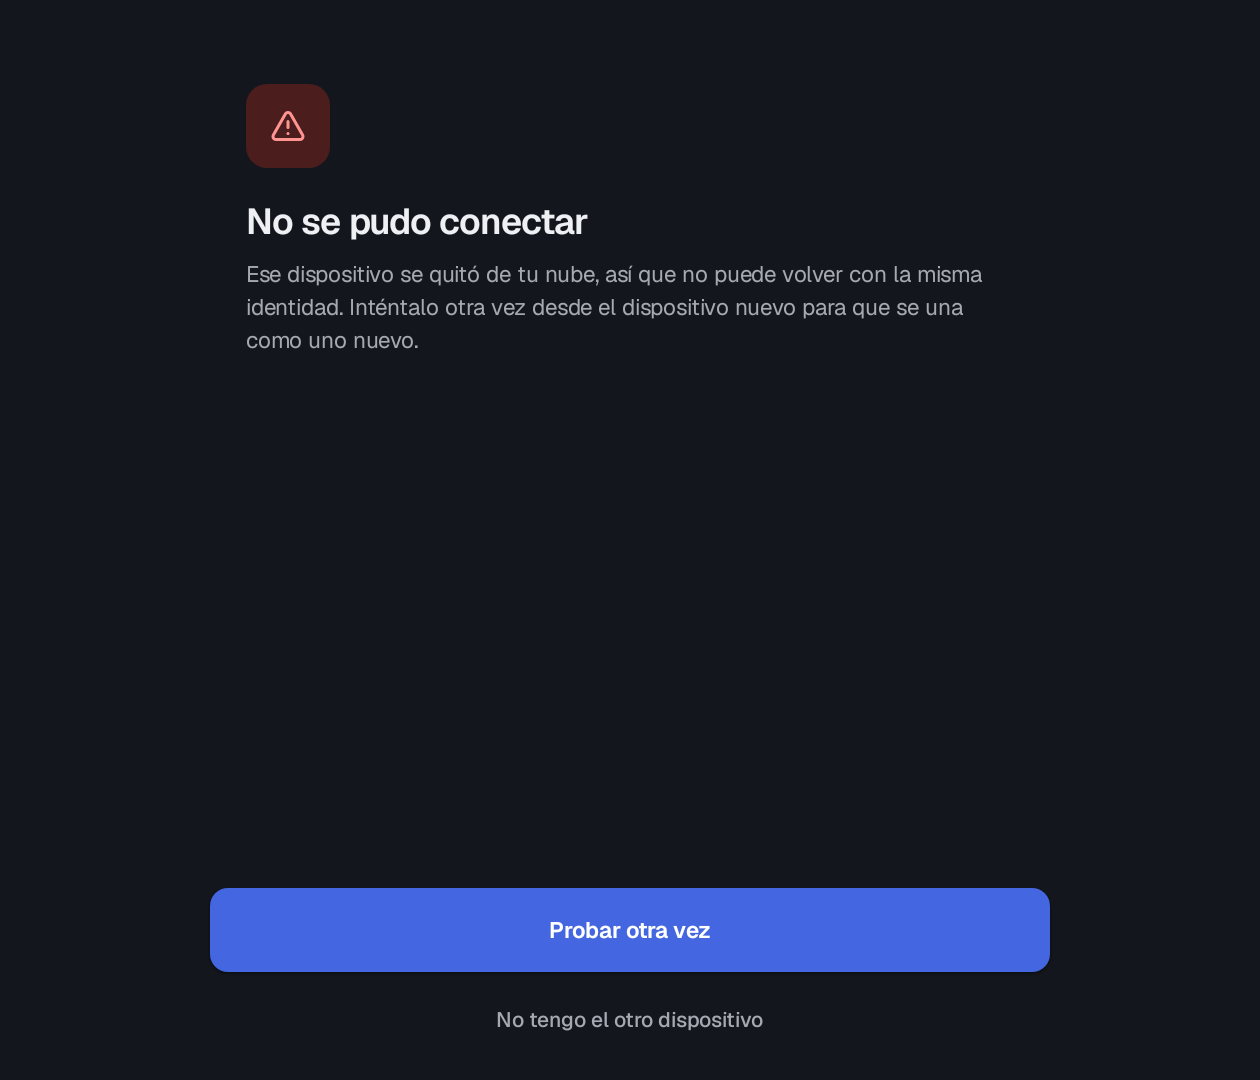 No se pudo conectar
Ese dispositivo se quitó de tu nube, así que no puede volver con la misma
identidad. Inténtalo otra vez desde el dispositivo nuevo para que se una
como uno nuevo.
Probar otra vez
No tengo el otro dispositivo